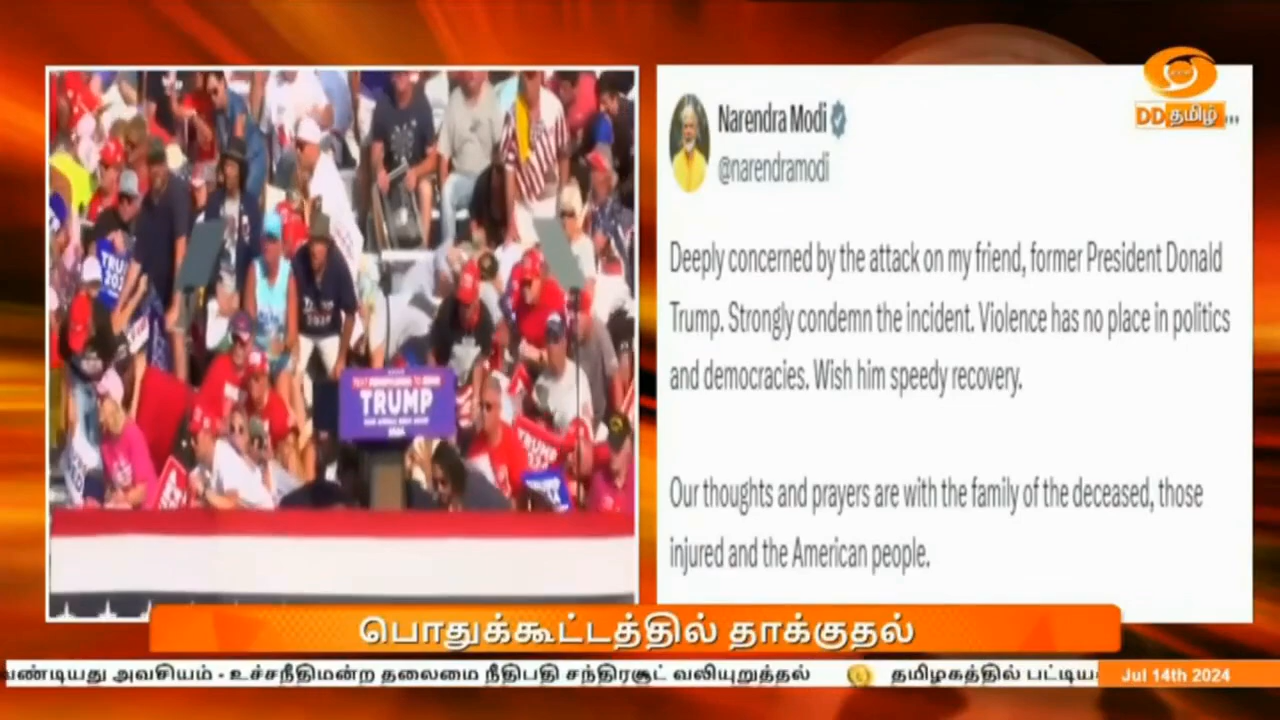 DD தமிழ்
Narendra Modi
@narendramodi
Deeply concerned by the attack on my friend, former President Donald
Trump. Strongly condemn the incident. Violence has no place in politics
and democracies. Wish him speedy recovery.
Our thoughts and prayers are with the family of the deceased, those
injured and the American people.
TRUMP
பொதுக்கூட்டத்தில் தாக்குதல்
வண்டியது அவசியம் - உச்சநீதிமன்ற தலைமை நீதிபதி சந்திரசூட் வலியுறுத்தல் தமிழகத்தில் பட்டிய
Jul 14th 2024